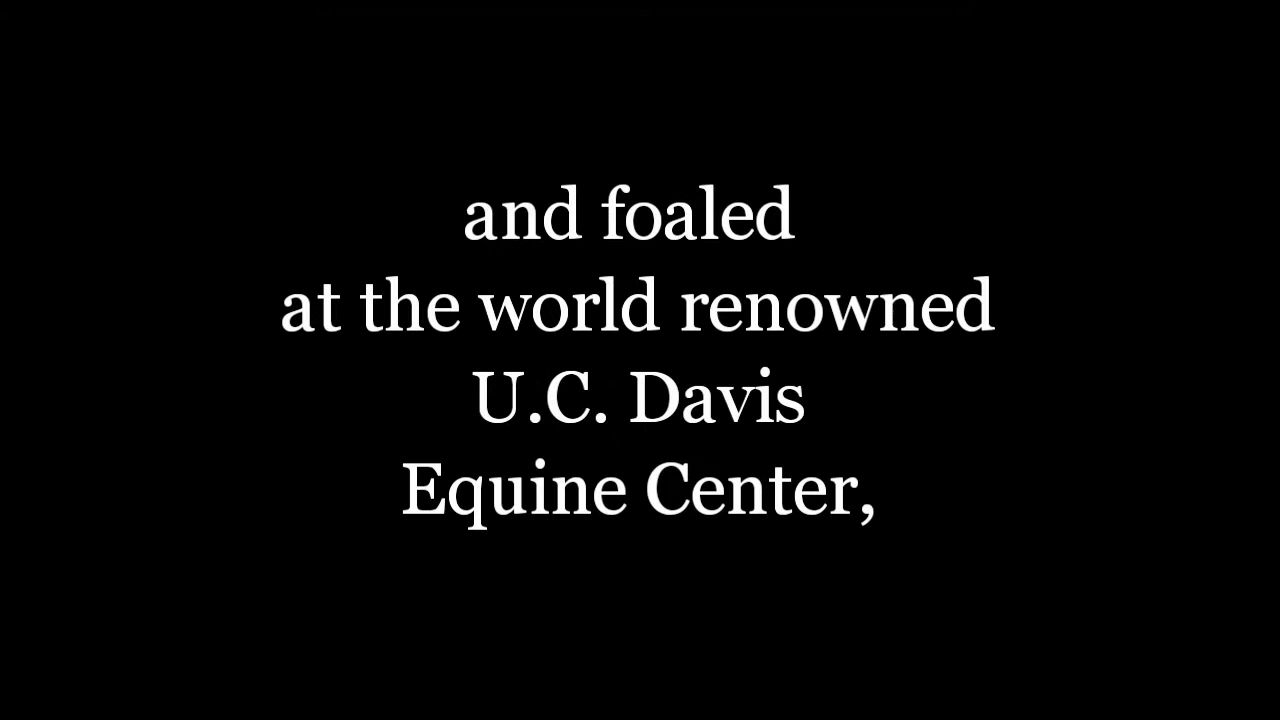 and foaled
at the world renowned
U.C. Davis
Equine Center,